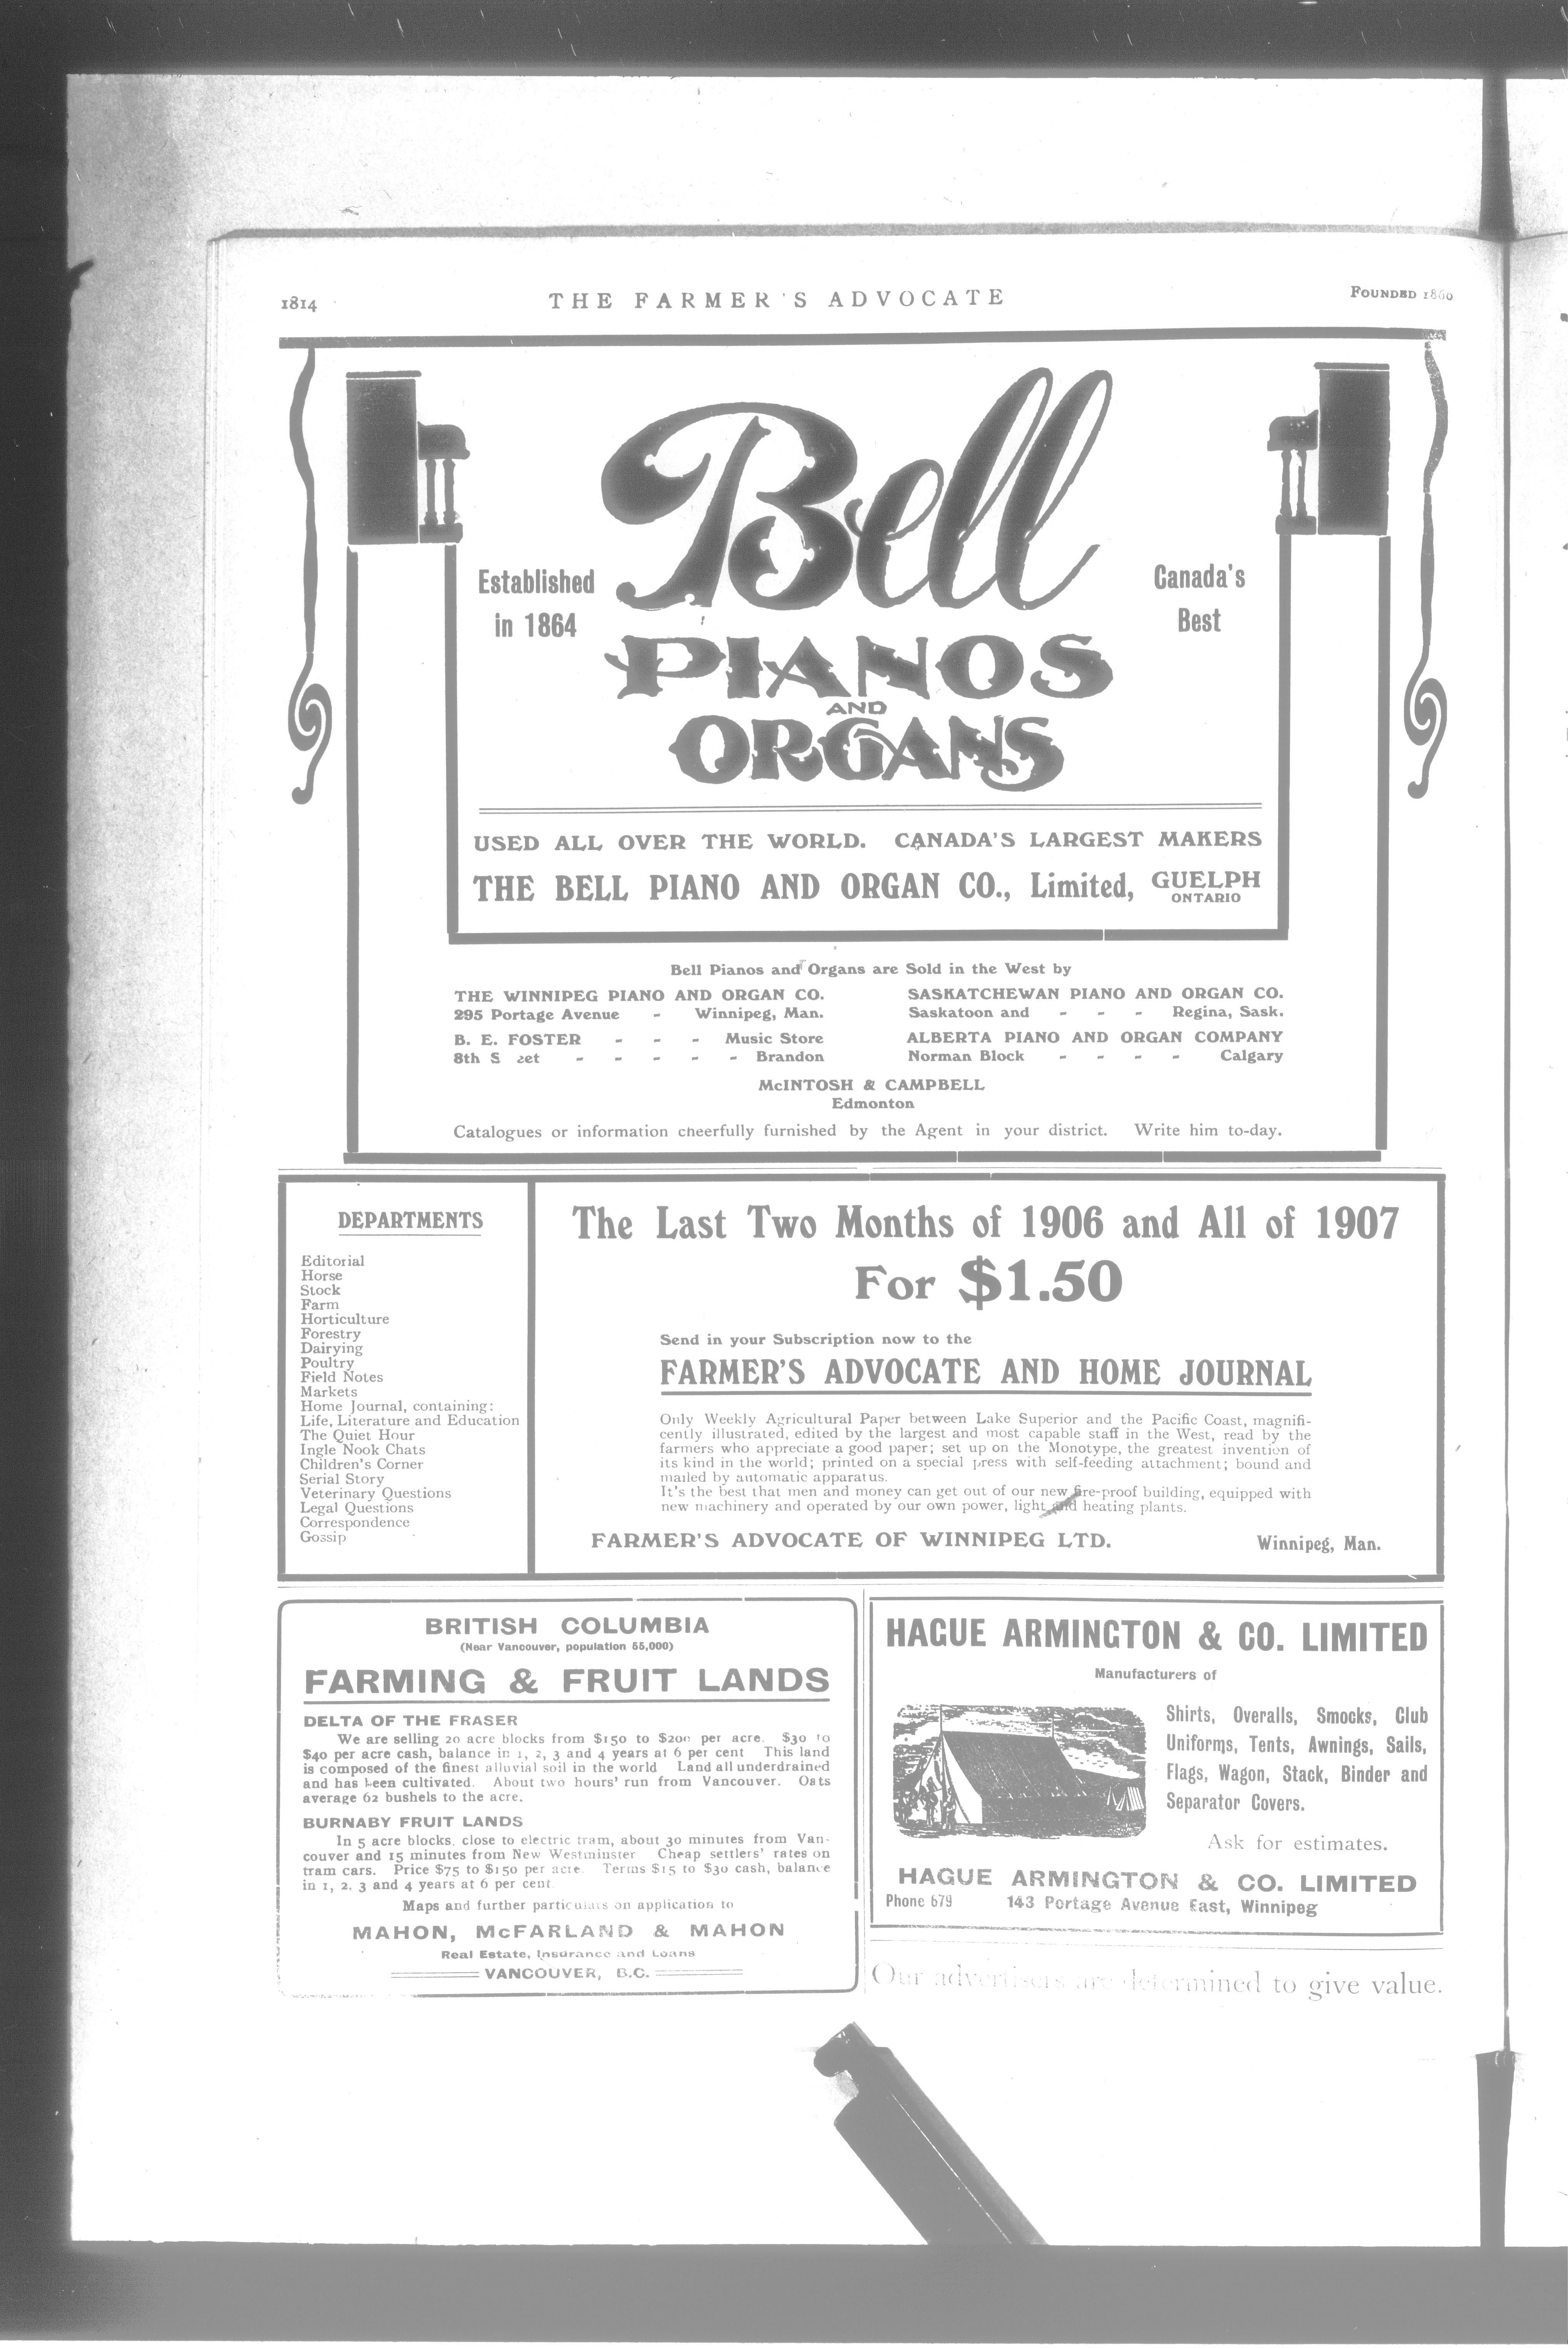 1814
THE FARMER'S ADVOCATE
FOUNDED 1860
Bell
Established
in 1864
Canada's
Best
PIANOS
AND
ORGANS
USED ALL OVER THE WORLD. CANADA'S LARGEST MAKERS
THE BELL PIANO AND ORGAN CO., Limited, GUELPH
ONTARIO
Bell Pianos and Organs are Sold in the West by
THE WINNIPEG PIANO AND ORGAN CO.
295 Portage Avenue - Winnipeg, Man.
B. E. FOSTER - - - Music Store
8th - - - - - Brandon
SASKATCHEWAN PIANO AND ORGAN CO.
Saskatoon and - - - Regina, Sask.
ALBERTA PIANO AND ORGAN COMPANY
Norman Block - - - - Calgary
McINTOSH & CAMPBELL
Edmonton
Catalogues or information cheerfully furnished by the Agent in your district. Write him to-day.
DEPARTMENTS
Editorial
Horse
Stock
Farm
Horticulture
Forestry
Dairying
Poultry
Field Notes
Markets
Home Journal, containing:
Life, Literature and Education
The Quiet Hour
Ingle Nook Chats
Children's Corner
Serial Story
Veterinary Questions
Legal Questions
Correspondence
Gossip
The Last Two Months of 1906 and All of 1907
For $1.50
Send in your Subscription now to the
FARMER'S ADVOCATE AND HOME JOURNAL
Only Weekly Agricultural Paper between Lake Superior and the Pacific Coast, magnifi-
cently illustrated, edited by the largest and most capable staff in the West, read by the
farmers who appreciate a good paper; set up on the Monotype, the greatest invention of
its kind in the world; printed on a special press with self-feeding attachment; bound and
mailed by automatic apparatus.
It's the best that men and money can get out of our new fire-proof building, equipped with
new machinery and operated by our own power, light and heating plants.
FARMER'S ADVOCATE OF WINNIPEG LTD. Winnipeg, Man.
BRITISH COLUMBIA
(Near Vancouver, population 55,000)
FARMING & FRUIT LANDS
DELTA OF THE FRASER
We are selling 20 acre blocks from $150 to $200 per acre. $30 to
$40 per acre cash, balance in 1, 2, 3 and 4 years at 6 per cent This land
is composed of the finest alluvial soil in the world Land all underdrained
and has been cultivated. About two hours' run from Vancouver. Oats
average 62 bushels to the acre.
BURNABY FRUIT LANDS
In 5 acre blocks, close to electric tram, about 30 minutes from Van-
couver and 15 minutes from New Westminster Cheap settlers' rates on
tram cars. Price $75 to $150 per acre. Terms $15 to $30 cash, balance
in 1, 2, 3 and 4 years at 6 per cent
Maps and further particulars on application to
MAHON, McFARLAND & MAHON
Real Estate, Insurance and Loans
VANCOUVER, B.C.
HAGUE ARMINGTON & CO. LIMITED
Manufacturers of
Shirts, Overalls, Smocks, Club
Uniforms, Tents, Awnings, Sails,
Flags, Wagon, Stack, Binder and
Separator Covers.
Ask for estimates.
HAGUE ARMINGTON & CO. LIMITED
Phone 679 143 Portage Avenue East, Winnipeg
Our advertisers are determined to give value.